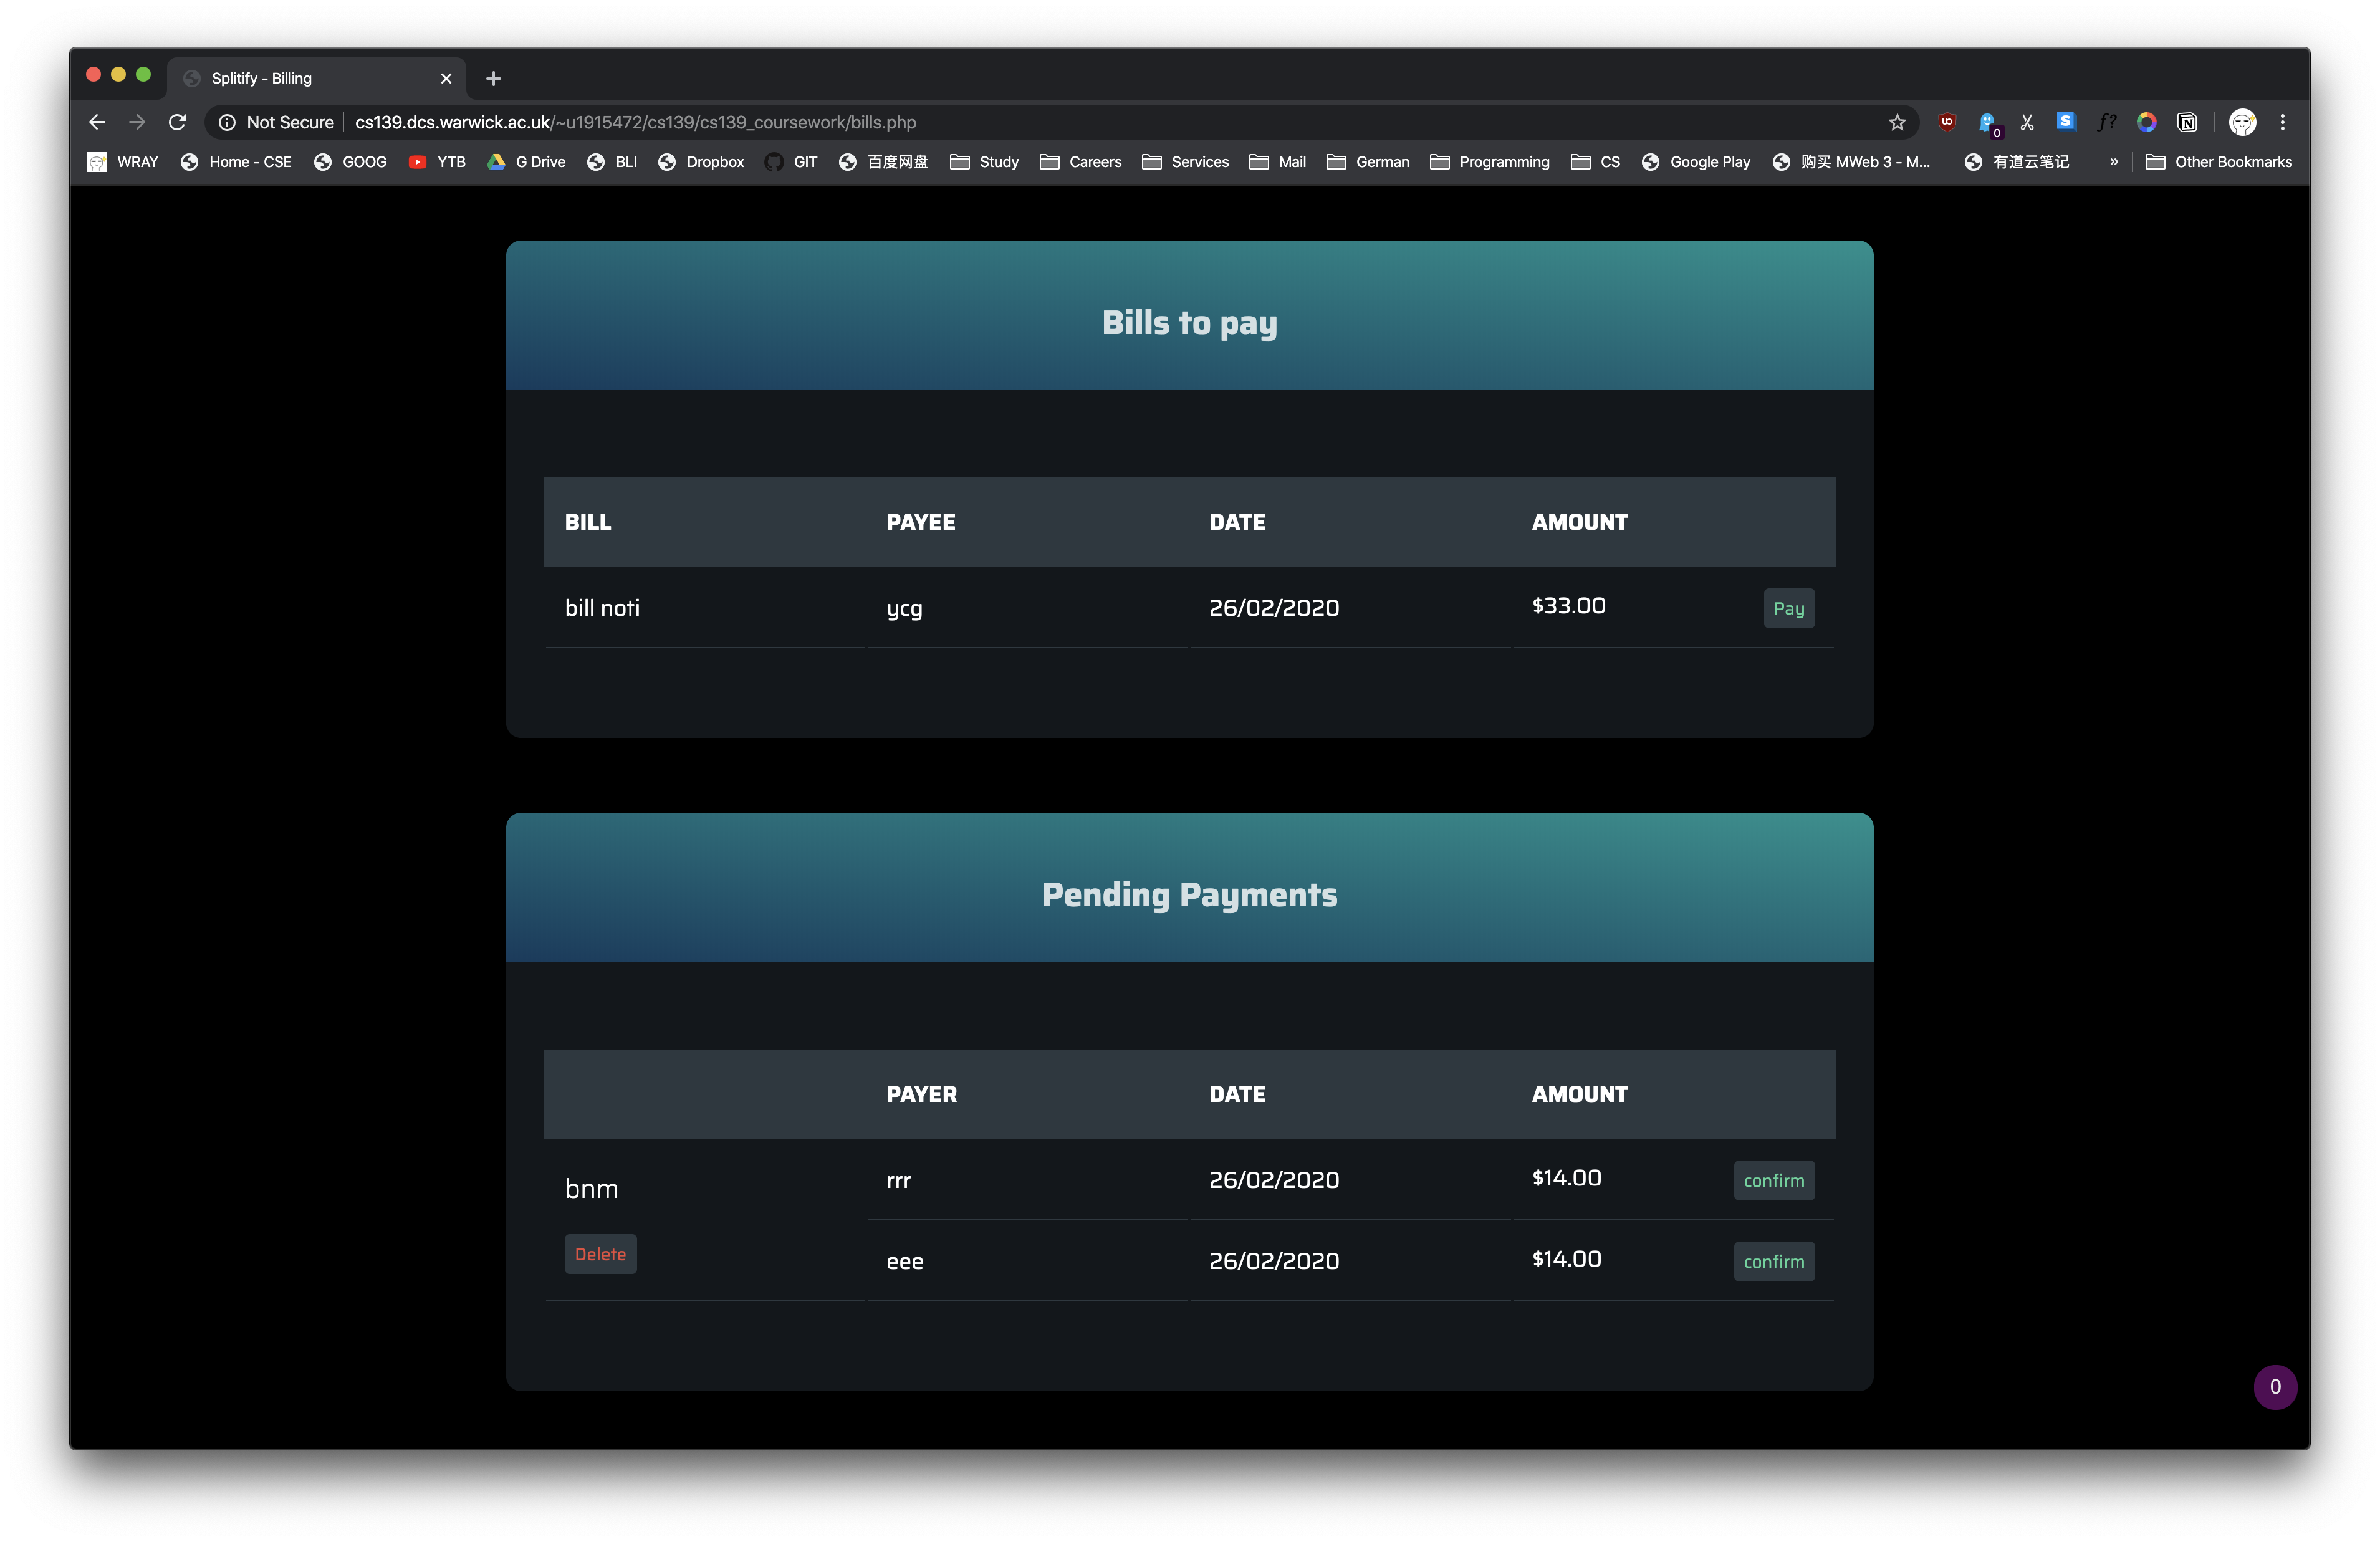 Splitify - Billing
Not Secure cs139.dcs.warwick.ac.uk/~u1915472/cs139/cs139_coursework/bills.php
UD 0 S f? N
WRAY Home - CSE GOOG YTB G Drive BLI Dropbox GIT 百度网盘 Study Careers Services Mail German Programming CS Google Play 购买 MWeb 3 - M... 有道云笔记 » Other Bookmarks
Bills to pay
BILL PAYEE DATE AMOUNT
bill noti ycg 26/02/2020 $33.00 Pay
Pending Payments
PAYER DATE AMOUNT
bnm rrr 26/02/2020 $14.00 confirm
Delete eee 26/02/2020 $14.00 confirm
0